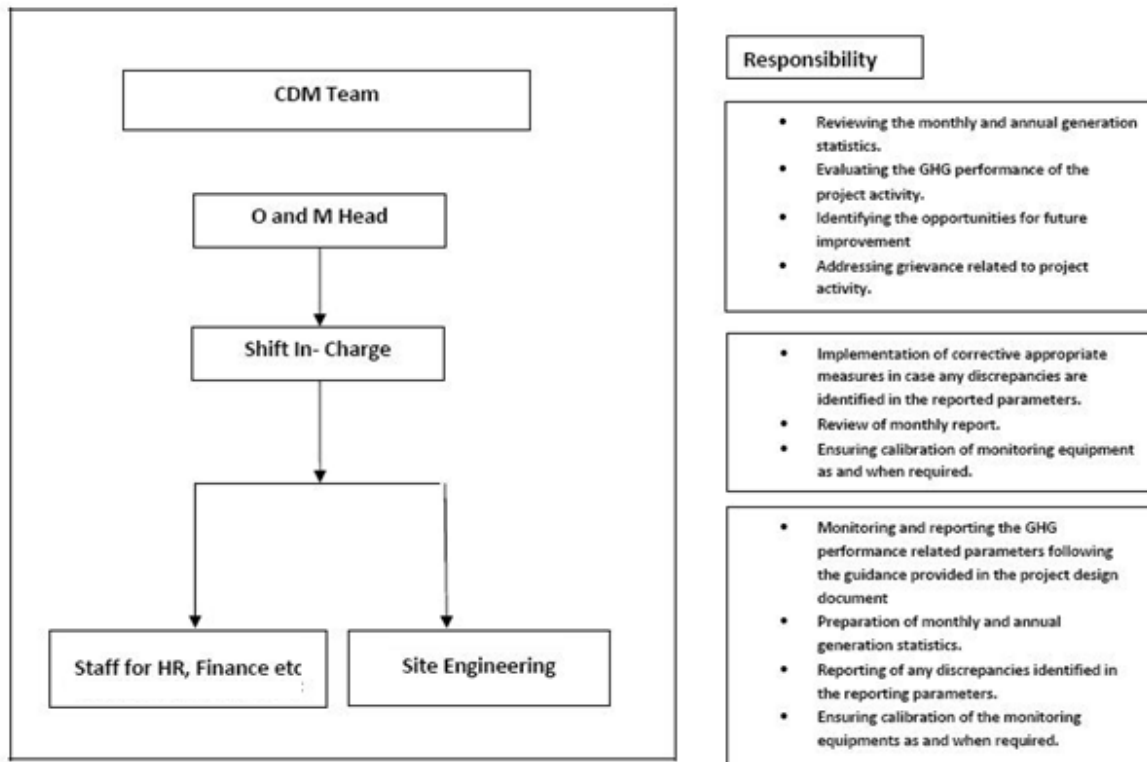 CDM Team
O and M Head
Shift In- Charge
Staff for HR, Finance etc
Site Engineering
Responsibility
• Reviewing the monthly and annual generation
statistics.
• Evaluating the GHG performance of the
project activity.
• Identifying the opportunities for future
improvement
• Addressing grievance related to project
activity.
• Implementation of corrective appropriate
measures in case any discrepancies are
identified in the reported parameters.
• Review of monthly report.
• Ensuring calibration of monitoring equipment
as and when required.
• Monitoring and reporting the GHG
performance related parameters following
the guidance provided in the project design
document
• Preparation of monthly and annual
generation statistics.
• Reporting of any discrepancies identified in
the reporting parameters.
• Ensuring calibration of the monitoring
equipments as and when required.